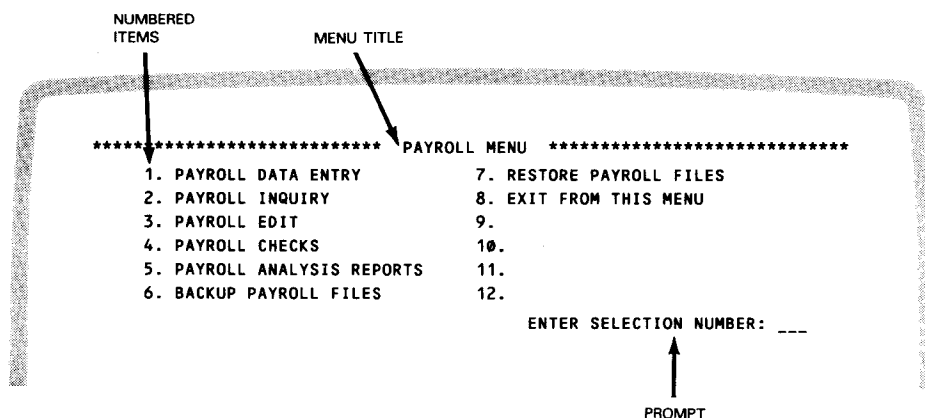 NUMBERED
ITEMS
MENU TITLE
**************************** PAYROLL MENU *****************************
1. PAYROLL DATA ENTRY 7. RESTORE PAYROLL FILES
2. PAYROLL INQUIRY 8. EXIT FROM THIS MENU
3. PAYROLL EDIT 9.
4. PAYROLL CHECKS 10.
5. PAYROLL ANALYSIS REPORTS 11.
6. BACKUP PAYROLL FILES 12.
ENTER SELECTION NUMBER: ___
PROMPT